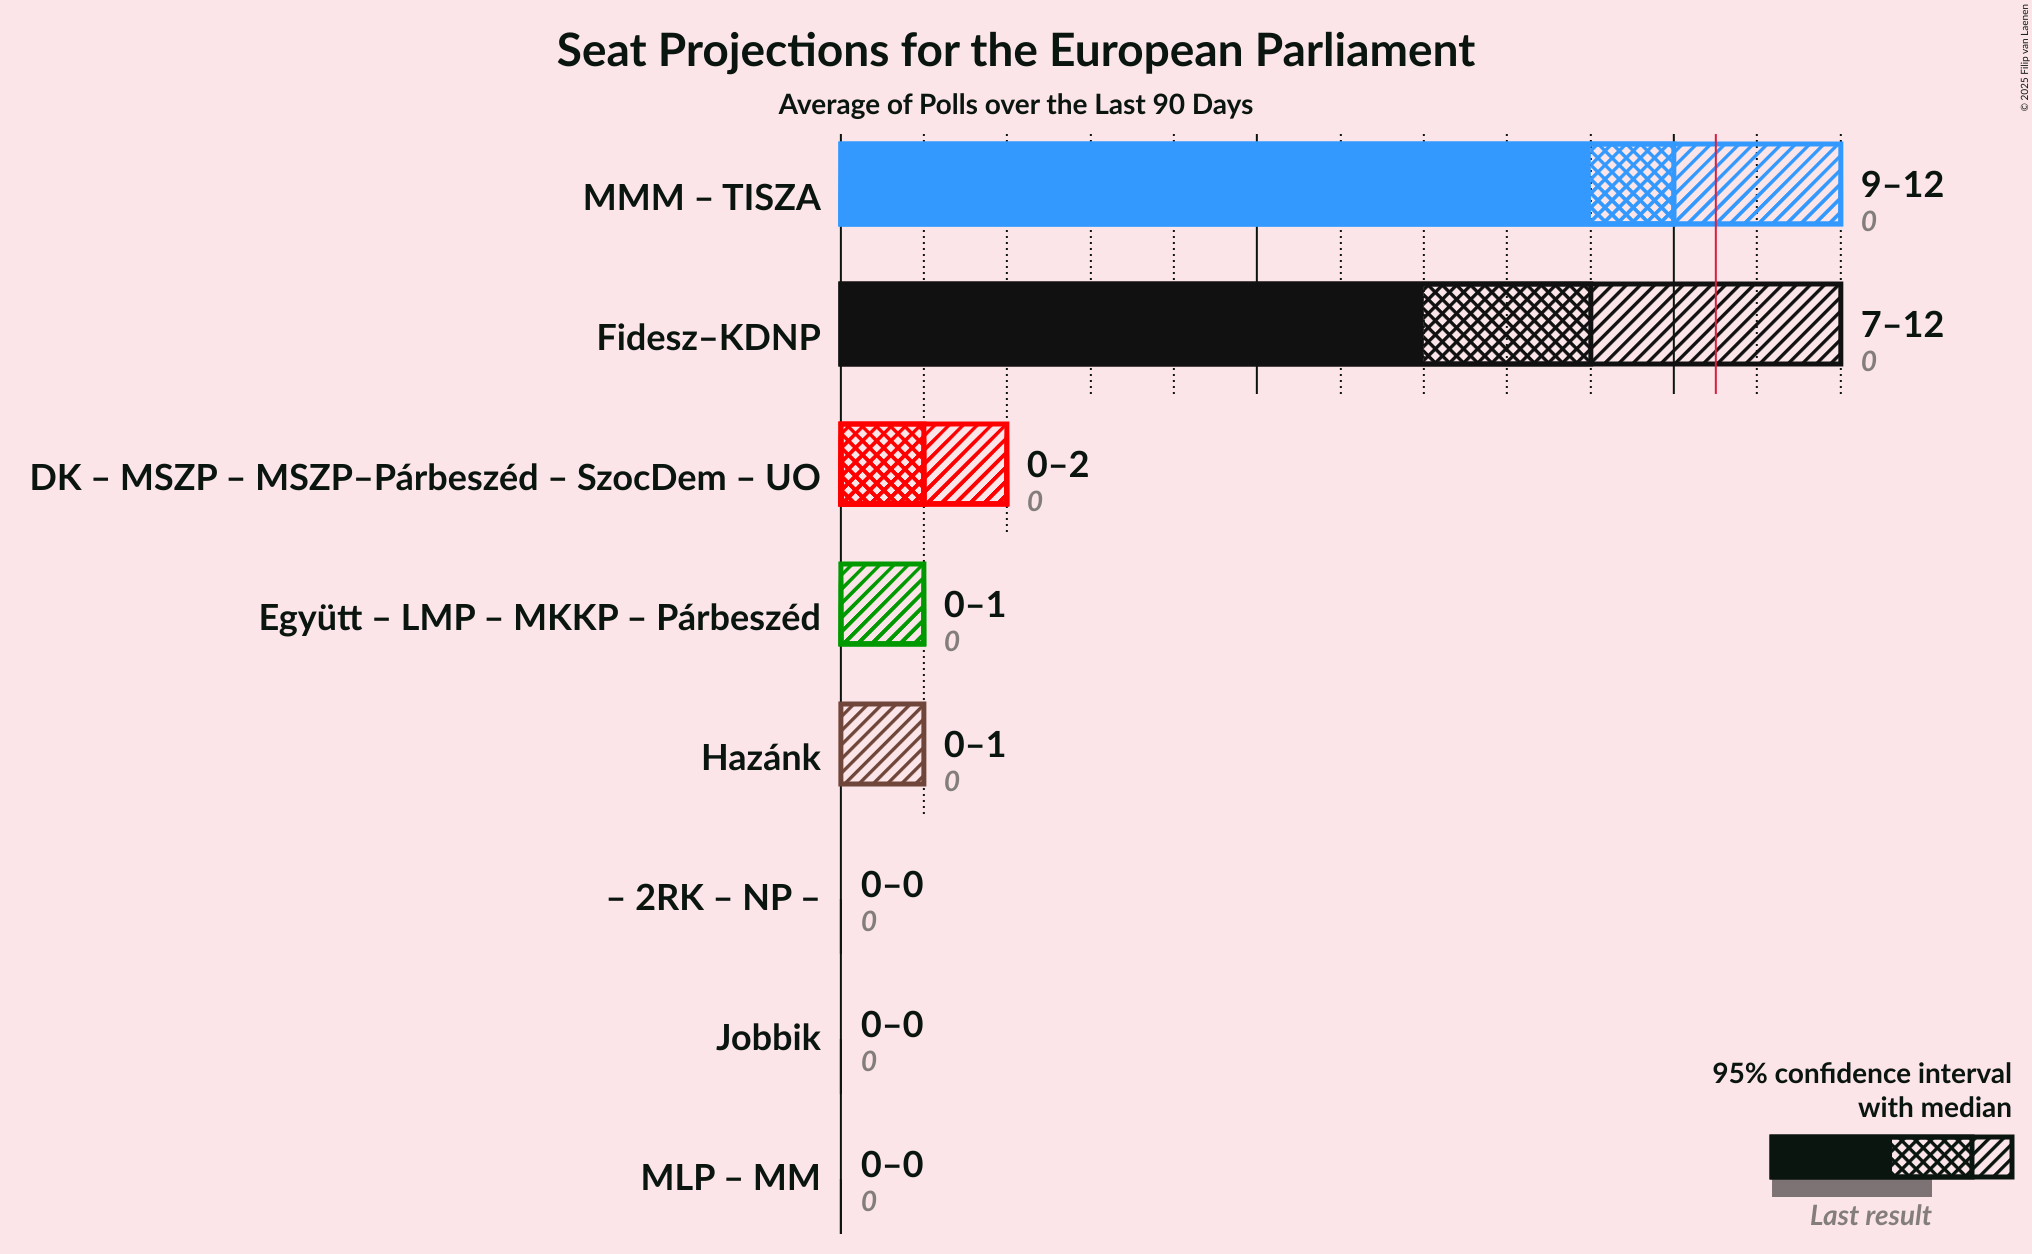 Seat Projections for the European Parliament
Average of Polls over the Last 90 Days
© 2025 Filip van Laenen
MMM – TISZA
9–12
0
Fidesz–KDNP
7–12
0
DK – MSZP – MSZP–Párbeszéd – SzocDem – UO
0–2
0
Együtt – LMP – MKKP – Párbeszéd
0–1
0
Hazánk
0–1
0
– 2RK – NP –
0–0
0
Jobbik
0–0
0
MLP – MM
0–0
0
95% confidence interval
with median
Last result